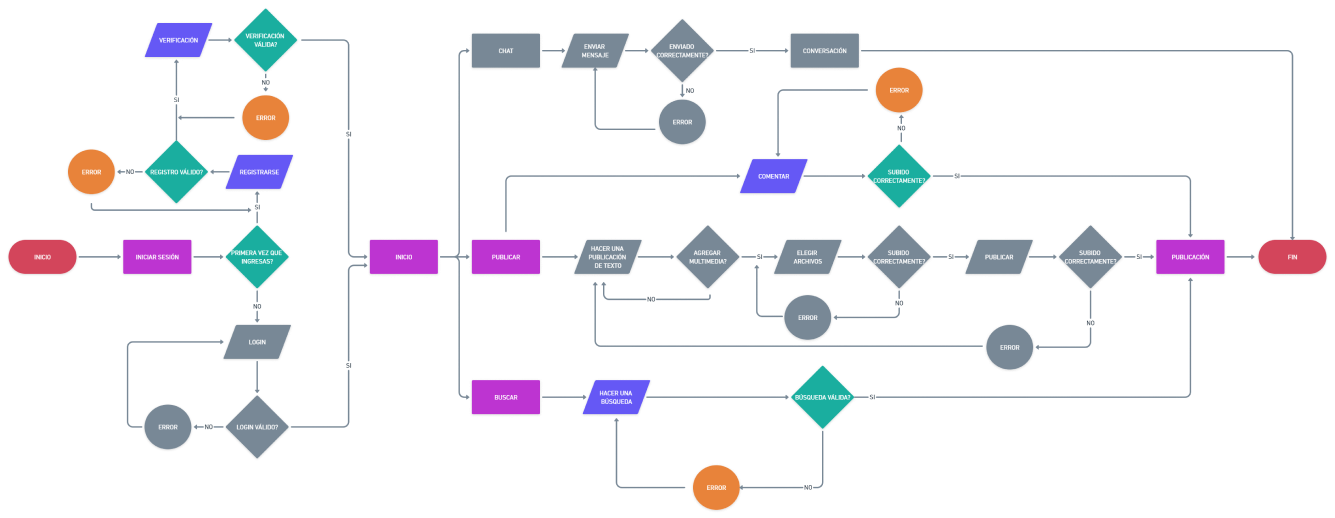 VERIFICACIÓN
VERIFICACIÓN
VÁLIDA?
SI
NO
ERROR
SI
SI
ERROR
NO
REGISTRO VÁLIDO?
REGISTRARSE
SI
INICIO
INICIAR SESIÓN
PRIMERA VEZ QUE
INGRESAS?
NO
LOGIN
ERROR
NO
LOGIN VÁLIDO?
SI
INICIO
CHAT
ENVIAR
MENSAJE
ENVIADO
CORRECTAMENTE?
SI
CONVERSACIÓN
NO
ERROR
ERROR
NO
COMENTAR
SUBIDO
CORRECTAMENTE?
SI
PUBLICAR
HACER UNA
PUBLICACIÓN
DE TEXTO
AGREGAR
MULTIMEDIA?
SI
NO
ELEGIR
ARCHIVOS
SUBIDO
CORRECTAMENTE?
SI
NO
ERROR
PUBLICAR
SUBIDO
CORRECTAMENTE?
SI
NO
ERROR
PUBLICACIÓN
FIN
BUSCAR
HACER UNA
BÚSQUEDA
BÚSQUEDA VÁLIDA?
SI
NO
ERROR